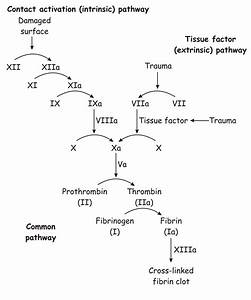 Contact activation (intrinsic) pathway
Damaged
surface
Tissue factor
(extrinsic) pathway
XII XIIa
Trauma
XI XIa
IX IXa VIIa VII
VIIIa Tissue factor Trauma
X Xa X
Va
Prothrombin Thrombin
(II) (IIa)
Fibrinogen Fibrin
(I) (Ia)
Common
pathway
XIIIa
Cross-linked
fibrin clot